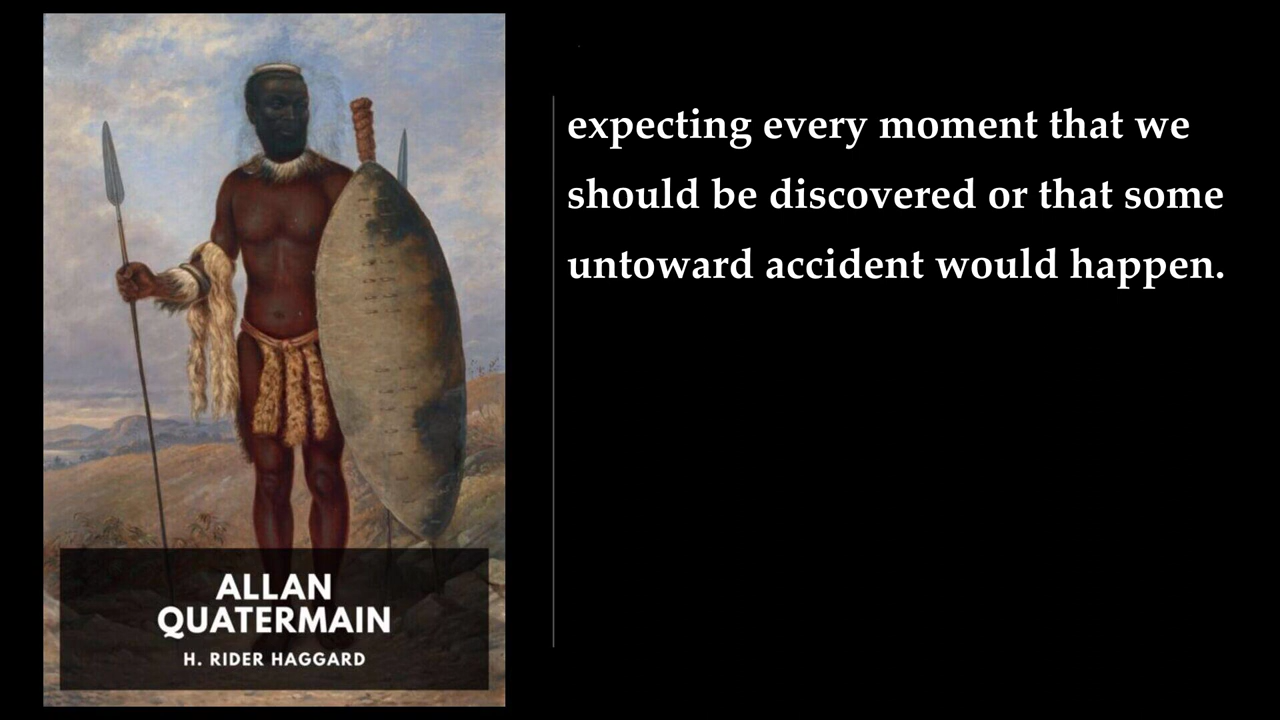 expecting every moment that we
should be discovered or that some
untoward accident would happen.
ALLAN
QUATERMAIN
H. RIDER HAGGARD